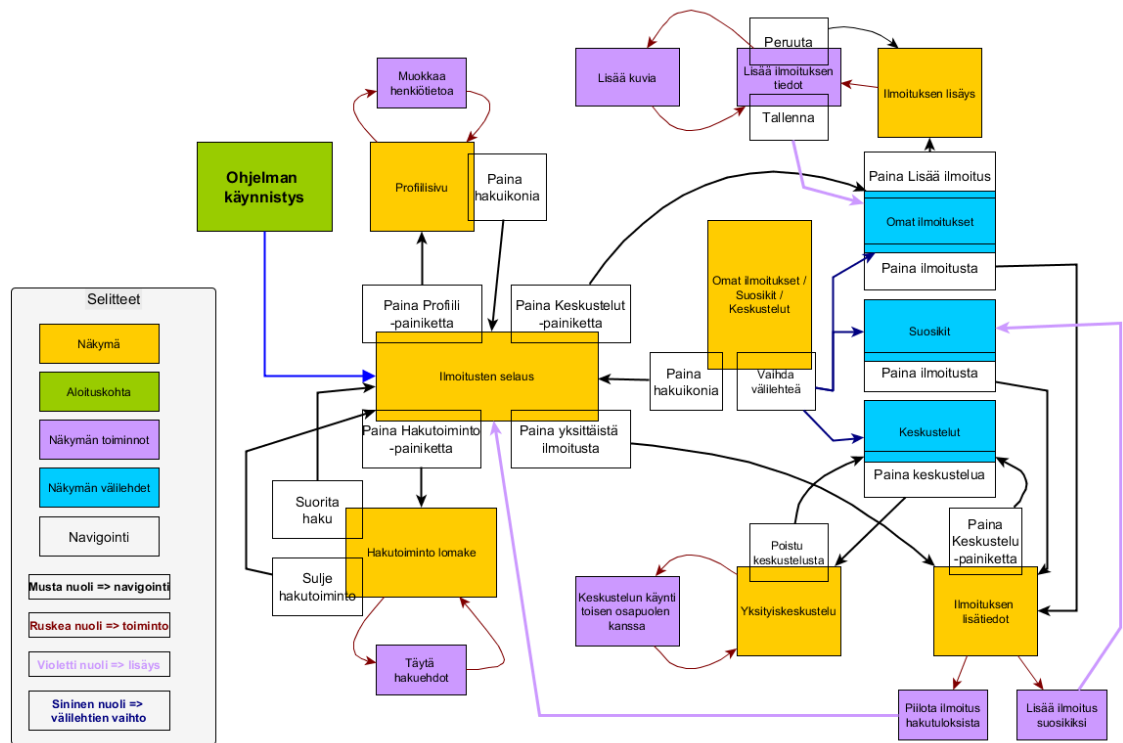 Peruuta
Lisää kuvia
Lisää ilmoituksen
tiedot
Tallenna
Ilmoituksen lisäys
Muokkaa
henkiötietoa
Ohjelman
käynnistys
Profiilisivu
Paina
hakuikonia
Paina Lisää ilmoitus
Omat ilmoitukset
Paina ilmoitusta
Omat ilmoitukset /
Suosikit /
Keskustelut
Paina Profiili
-painiketta
Paina Keskustelut
-painiketta
Selitteet
Näkymä
Aloituskohta
Näkymän toiminnot
Näkymän välilehdet
Navigointi
Musta nuoli => navigointi
Ruskea nuoli => toiminto
Violetti nuoli => lisäys
Sininen nuoli =>
välilehtien vaihto
Ilmoitusten selaus
Paina
hakuikonia
Vaihda
välilehteä
Suosikit
Paina ilmoitusta
Paina Hakutoiminto
-painiketta
Paina yksittäistä
ilmoitusta
Keskustelut
Paina keskustelua
Suorita
haku
Hakutoiminto lomake
Sulje
hakutoiminto
Täytä
hakuehdot
Poistu
keskustelusta
Paina
Keskustelu
-painiketta
Keskustelun käynti
toisen osapuolen
kanssa
Yksityiskeskustelu
Ilmoituksen
lisätiedot
Piilota ilmoitus
hakutuloksista
Lisää ilmoitus
suosikiksi